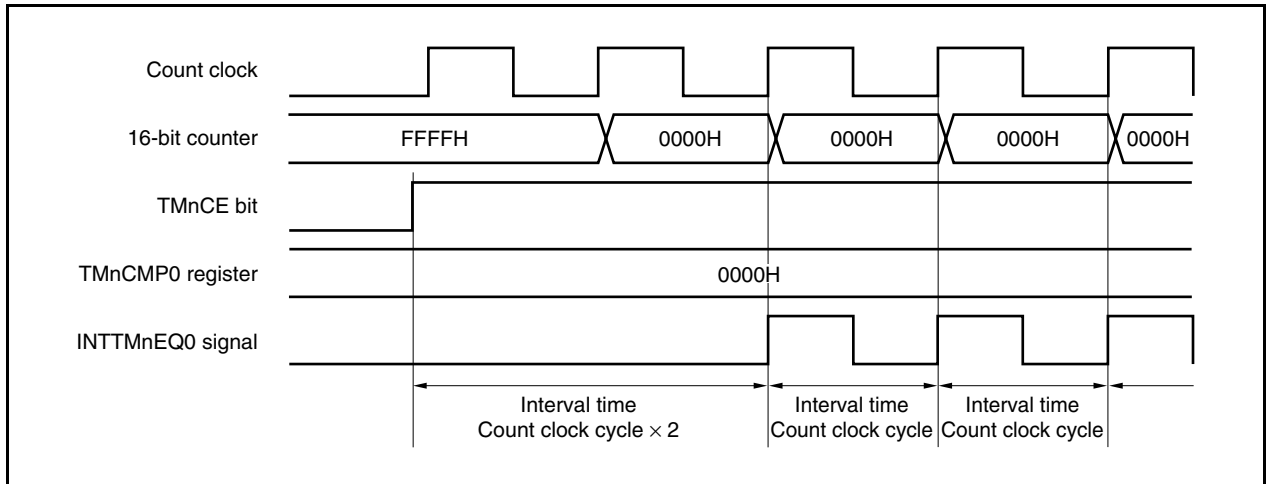 Count clock
16-bit counter
FFFFH
0000H
0000H
0000H
0000H
TMnCE bit
TMnCMP0 register
0000H
INTTMnEQ0 signal
Interval time
Count clock cycle × 2
Interval time
Count clock cycle
Interval time
Count clock cycle